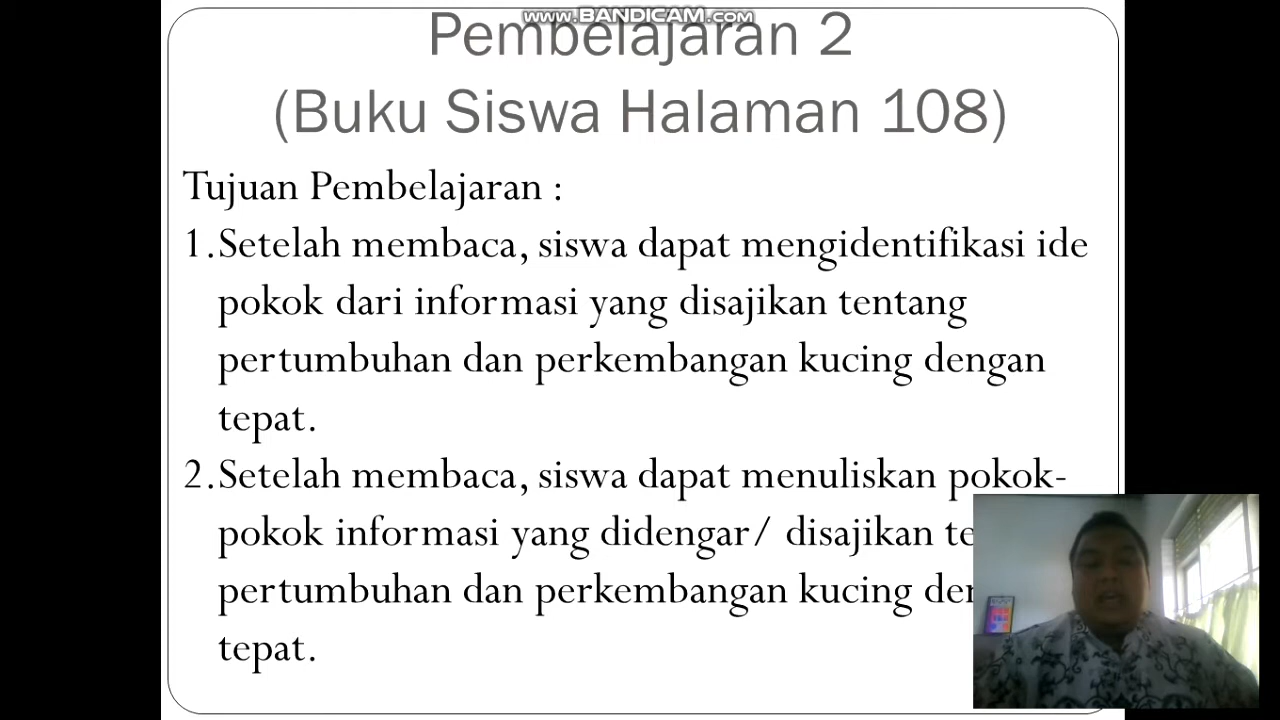 www.BANDICAM.com
Pembelajaran 2
(Buku Siswa Halaman 108)
Tujuan Pembelajaran :
1.Setelah membaca, siswa dapat mengidentifikasi ide
pokok dari informasi yang disajikan tentang
pertumbuhan dan perkembangan kucing dengan
tepat.
2.Setelah membaca, siswa dapat menuliskan pokok-
pokok informasi yang didengar/ disajikan
pertumbuhan dan perkembangan kucing
tepat.